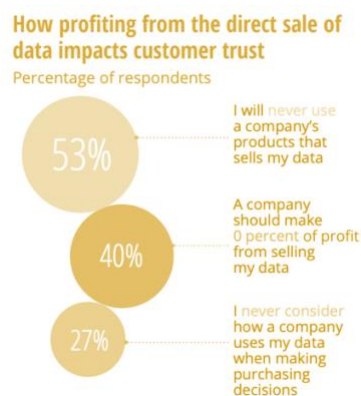 How profiting from the direct sale of
data impacts customer trust
Percentage of respondents
53%
I will never use
a company's
products that
sells my data
40%
A company
should make
0 percent of profit
from selling
my data
27%
I never consider
how a company
uses my data
when making
purchasing
decisions